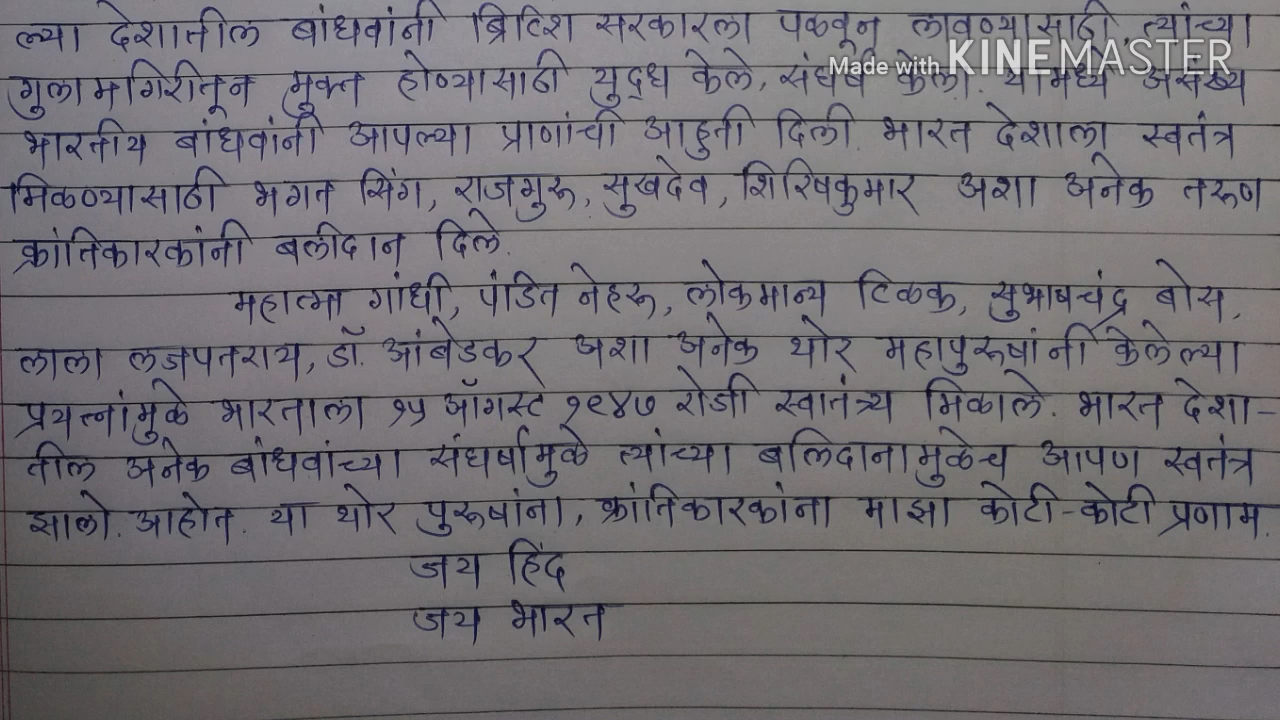 ल्या देशातील बांधवांनी ब्रिटिश सरकारला पळवून लावण्यासाठी, त्यांच्या
Made with KINEMASTER
गुलामगिरीतून मुक्त होण्यासाठी युद्ध केले, संघर्ष केला. यामध्ये असंख्य
भारतीय बांधवांनी आपल्या प्राणांची आहुती दिली. भारत देशाला स्वतंत्र
मिळण्यासाठी भगत सिंग, राजगुरू, सुखदेव, शिरिषकुमार अशा अनेक तरूण
क्रांतिकारकांनी बलीदान दिले.
महात्मा गांधी, पंडित नेहरू, लोकमान्य टिळक, सुभाषचंद्र बोस,
लाला लजपतराय, डॉ. आंबेडकर अशा अनेक थोर महापुरूषांनी केलेल्या
प्रयत्नांमुळे भारताला १५ ऑगस्ट १९४७ रोजी स्वातंत्र्य मिळाले. भारत देशा-
तील अनेक बांधवांच्या संघर्षामुळे त्यांच्या बलिदानामुळेच आपण स्वतंत्र
झालो. आहोत. या थोर पुरूषांना, क्रांतिकारकांना माझा कोटी-कोटी प्रणाम.
जय हिंद
जय भारत